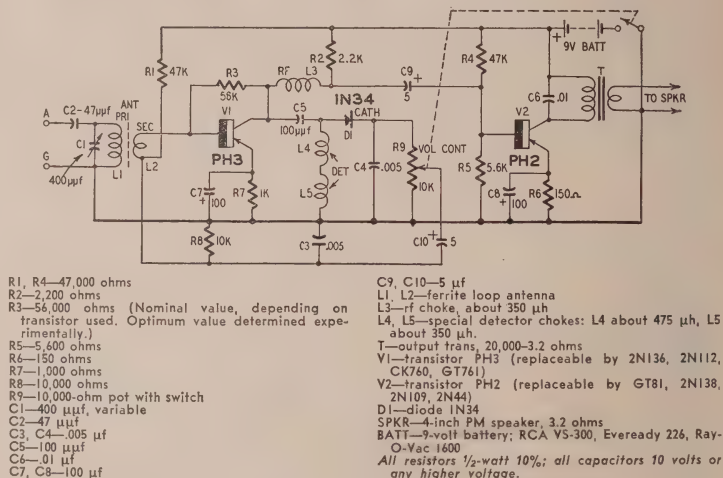 R1
47K
R2
2.2K
R3
56K
RF
L3
C9
5
R4
47K
9V BATT
T
C6
.01
TO SPKR
A
C2-47μμf
ANT
PRI
SEC
C1
400μμf
L1
L2
G
V1
PH3
C5
100μμf
1N34
CATH
D1
L4
DET
L5
C4
.005
VOL CONT
R9
10K
V2
PH2
R5
5.6K
C7
100
R7
1K
R8
10K
C3
.005
C10
5
C8
100
R6
150Ω
R1, R4—47,000 ohms
R2—2,200 ohms
R3—56,000 ohms (Nominal value, depending on
transistor used. Optimum value determined expe-
rimentally.)
R5—5,600 ohms
R6—150 ohms
R7—1,000 ohms
R8—10,000 ohms
R9—10,000-ohm pot with switch
C1—400 μμf, variable
C2—47 μμf
C3, C4—.005 μf
C5—100 μμf
C6—.01 μf
C7, C8—100 μf
C9, C10—5 μf
L1, L2—ferrite loop antenna
L3—rf choke, about 350 μh
L4, L5—special detector chokes: L4 about 475 μh, L5
about 350 μh.
T—output trans, 20,000-3.2 ohms
V1—transistor PH3 (replaceable by 2N136, 2N112,
CK760, GT761)
V2—transistor PH2 (replaceable by GT81, 2N138,
2N109, 2N44)
D1—diode 1N34
SPKR—4-inch PM speaker, 3.2 ohms
BATT—9-volt battery; RCA VS-300, Eveready 226, Ray-
O-Vac 1600
All resistors ½-watt 10%; all capacitors 10 volts or
any higher voltage.